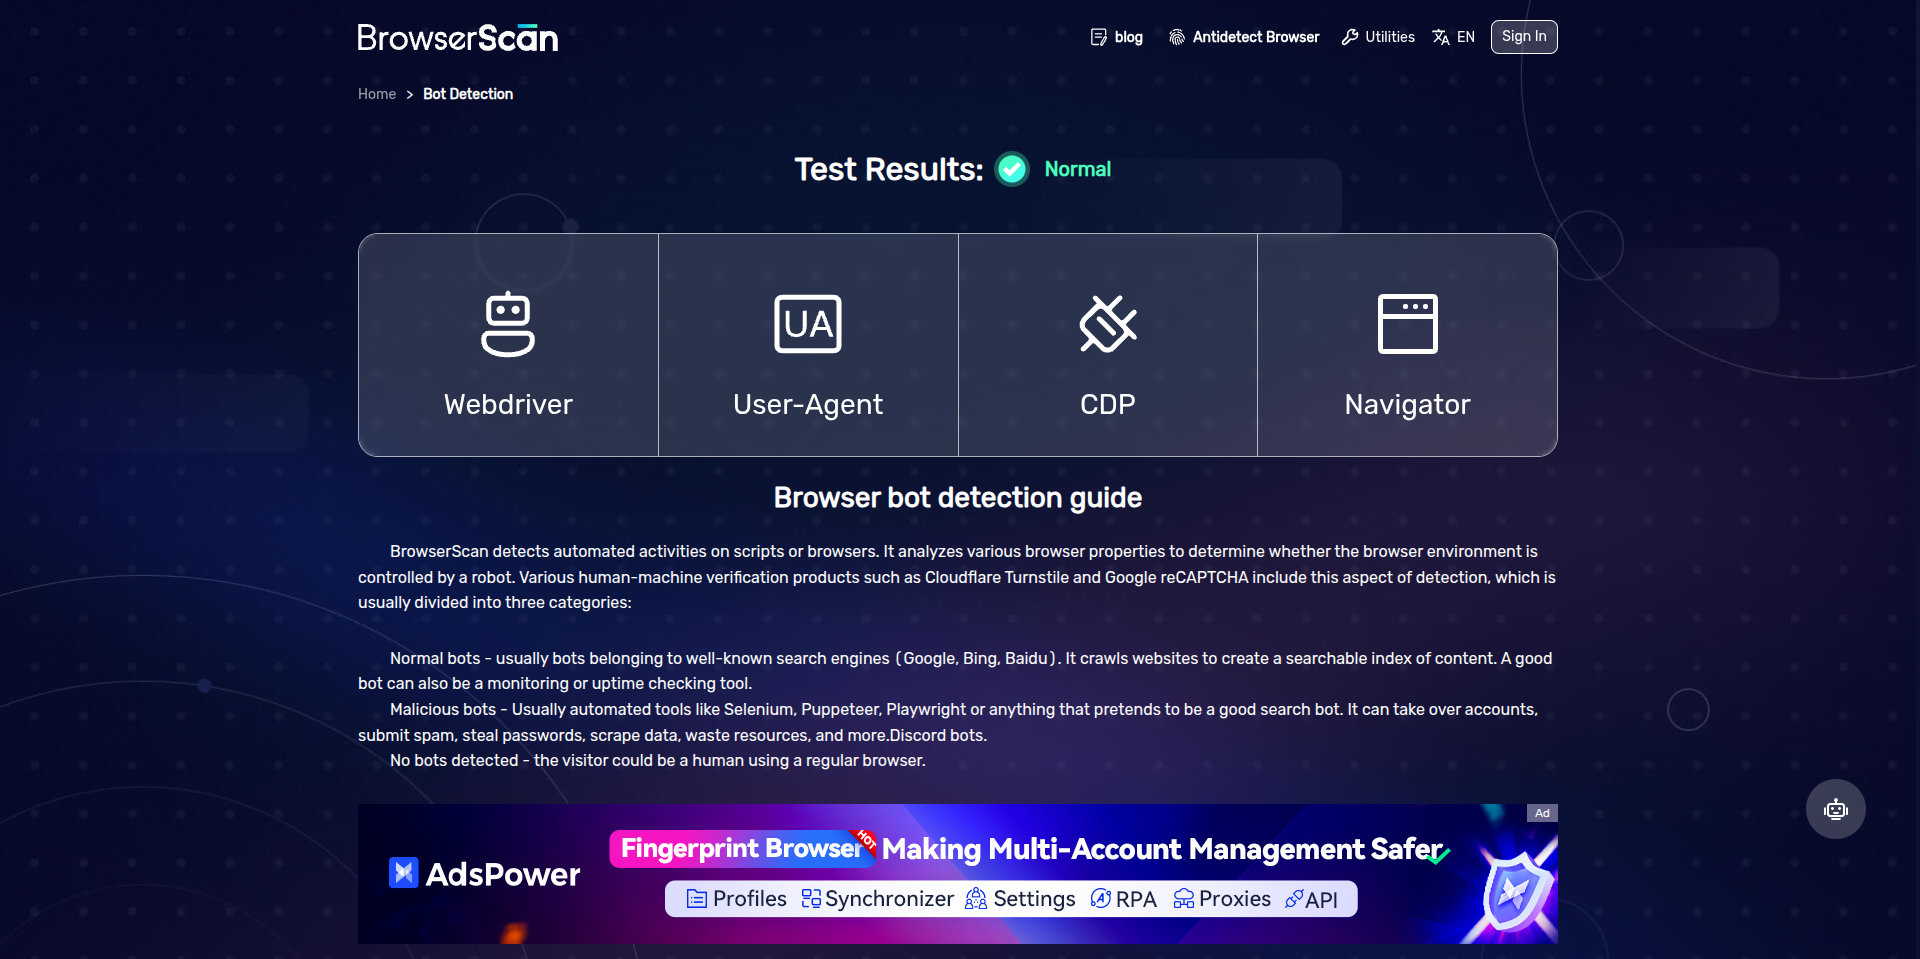 BrowserScan
blog
Antidetect Browser
Utilities
EN
Sign In
Home > Bot Detection
Test Results: Normal
UA
Webdriver
User-Agent
CDP
Navigator
Browser bot detection guide
BrowserScan detects automated activities on scripts or browsers. It analyzes various browser properties to determine whether the browser environment is
controlled by a robot. Various human-machine verification products such as Cloudflare Turnstile and Google reCAPTCHA include this aspect of detection, which is
usually divided into three categories:
Normal bots - usually bots belonging to well-known search engines (Google, Bing, Baidu). It crawls websites to create a searchable index of content. A good
bot can also be a monitoring or uptime checking tool.
Malicious bots - Usually automated tools like Selenium, Puppeteer, Playwright or anything that pretends to be a good search bot. It can take over accounts,
submit spam, steal passwords, scrape data, waste resources, and more.Discord bots.
No bots detected - the visitor could be a human using a regular browser.
Ad
AdsPower
Fingerprint Browser HOT Making Multi-Account Management Safer
Profiles Synchronizer Settings RPA Proxies API